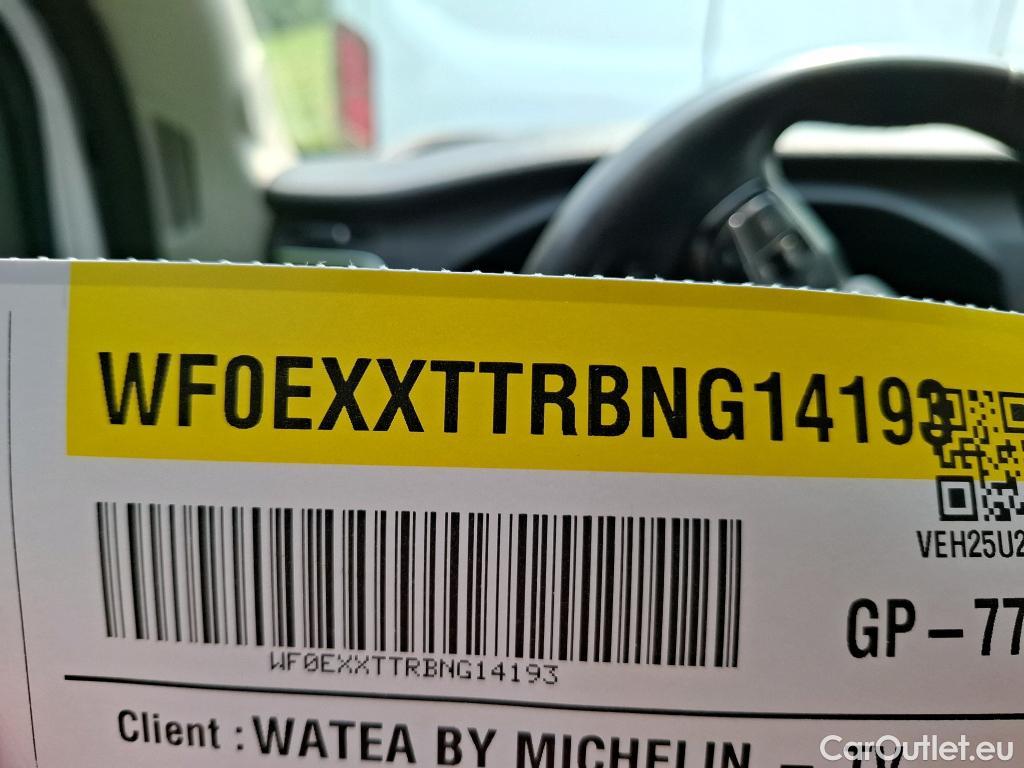 WF0EXXTTRBNG14193
VEH25U2
GP-77
WF0EXXTTRBNG14193
Client : WATEA BY MICHELIN -
CarOutlet.eu